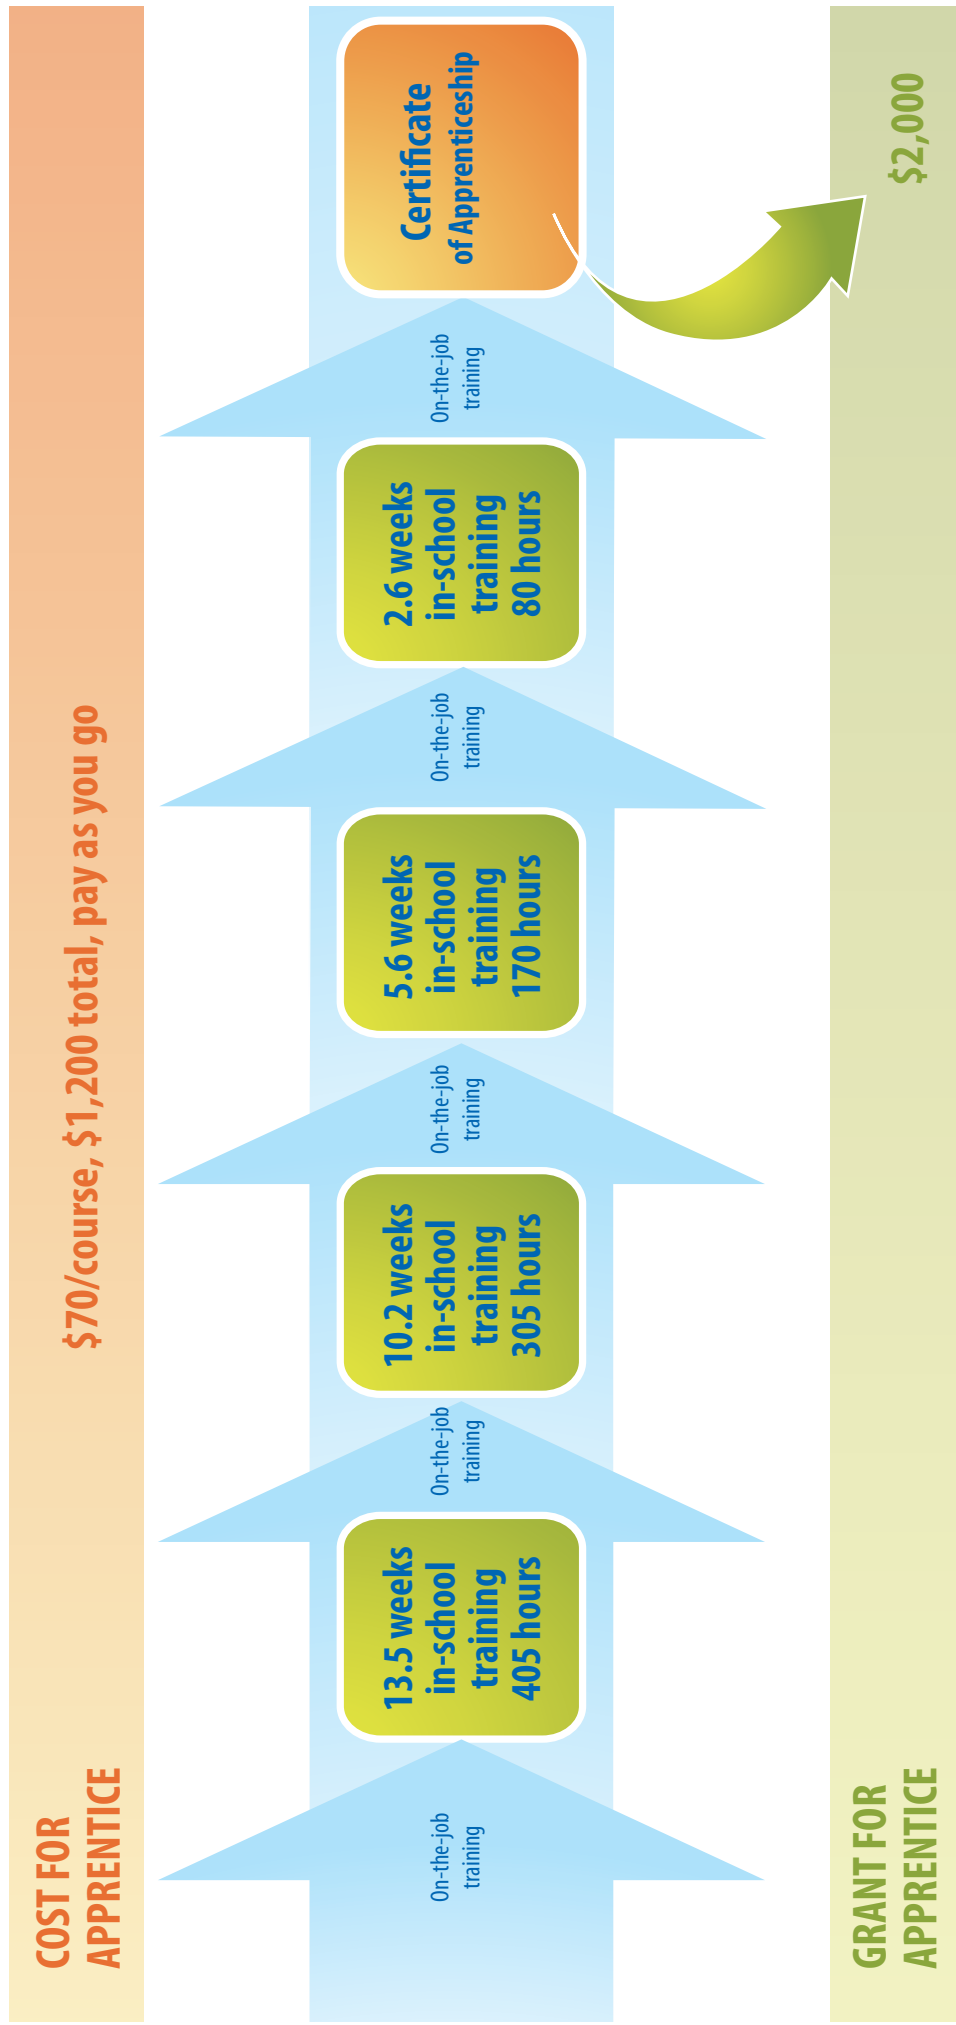 COST FOR
APPRENTICE
$70/course, $1,200 total, pay as you go
On-the-job
training
13.5 weeks
in-school
training
405 hours
On-the-job
training
10.2 weeks
in-school
training
305 hours
On-the-job
training
5.6 weeks
in-school
training
170 hours
On-the-job
training
2.6 weeks
in-school
training
80 hours
On-the-job
training
Certificate
of Apprenticeship
GRANT FOR
APPRENTICE
$2,000